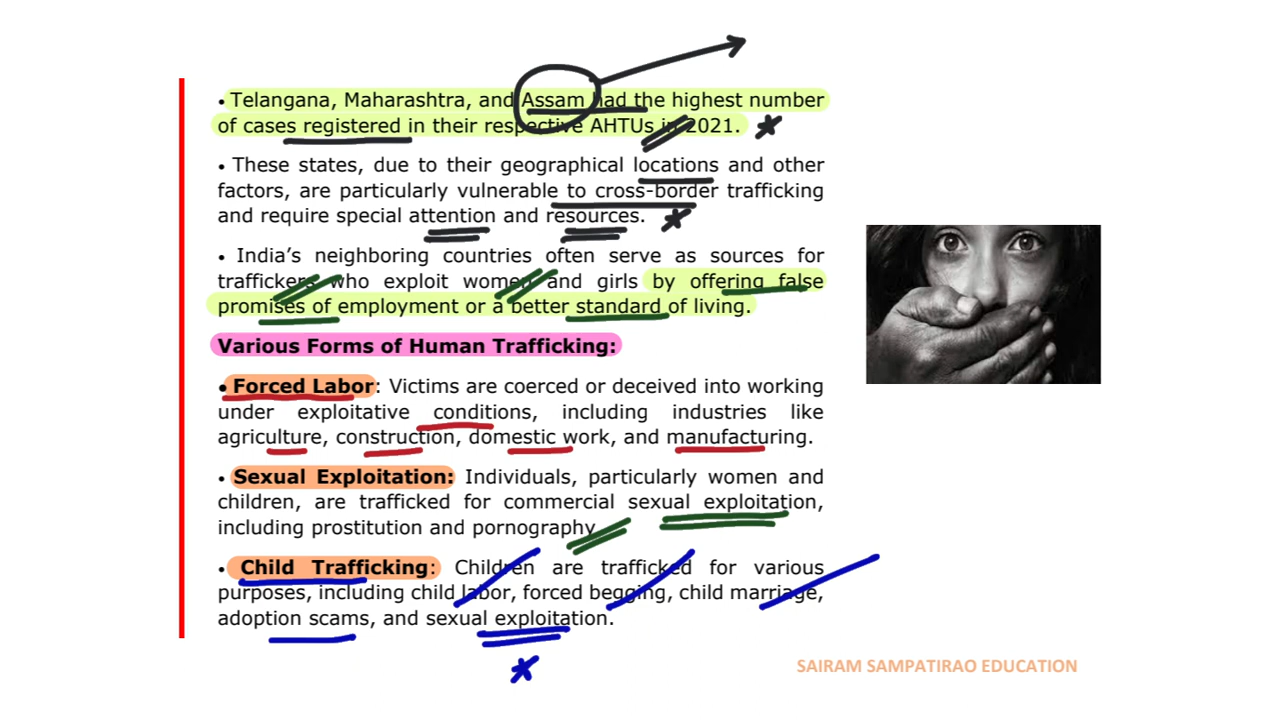 • Telangana, Maharashtra, and Assam had the highest number
of cases registered in their respective AHTUs in 2021.
• These states, due to their geographical locations and other
factors, are particularly vulnerable to cross-border trafficking
and require special attention and resources.
• India’s neighboring countries often serve as sources for
traffickers who exploit women and girls by offering false
promises of employment or a better standard of living.
Various Forms of Human Trafficking:
• Forced Labor: Victims are coerced or deceived into working
under exploitative conditions, including industries like
agriculture, construction, domestic work, and manufacturing.
• Sexual Exploitation: Individuals, particularly women and
children, are trafficked for commercial sexual exploitation,
including prostitution and pornography.
• Child Trafficking: Children are trafficked for various
purposes, including child labor, forced begging, child marriage,
adoption scams, and sexual exploitation.
SAIRAM SAMPATIRAO EDUCATION